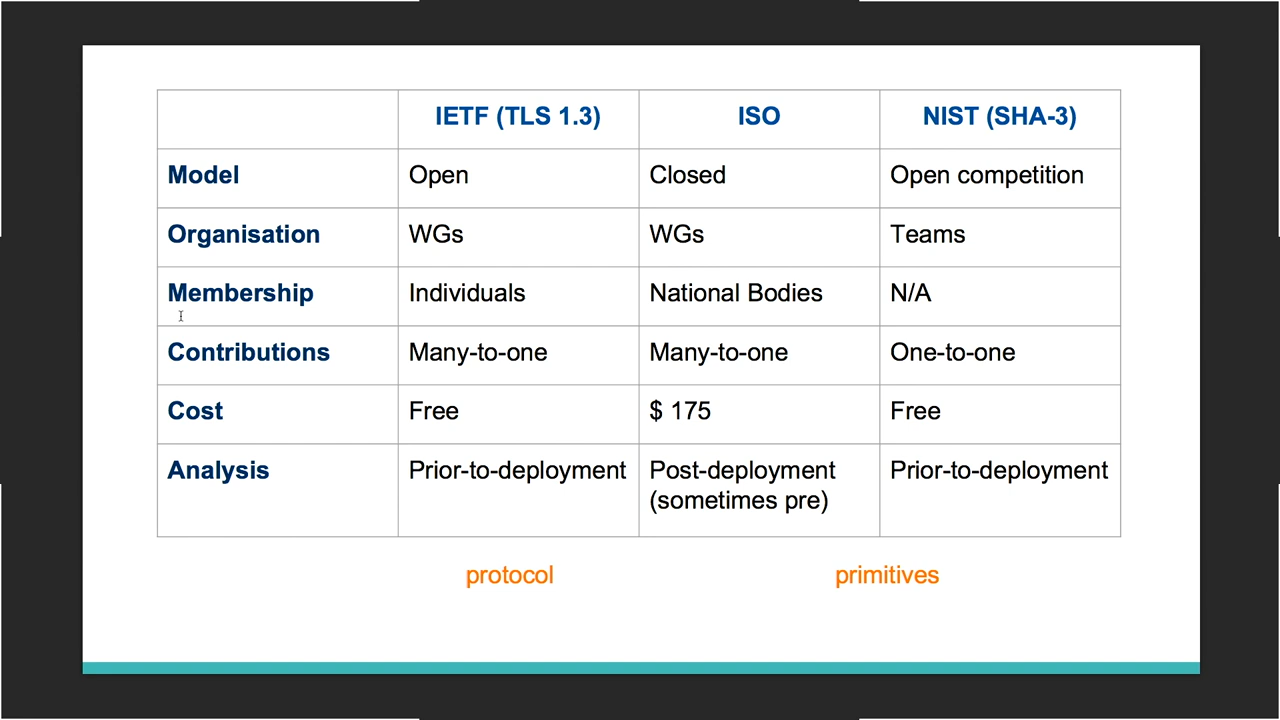 IETF (TLS 1.3) ISO NIST (SHA-3)
Model Open Closed Open competition
Organisation WGs WGs Teams
Membership Individuals National Bodies N/A
Contributions Many-to-one Many-to-one One-to-one
Cost Free $ 175 Free
Analysis Prior-to-deployment Post-deployment Prior-to-deployment
(sometimes pre)
protocol primitives